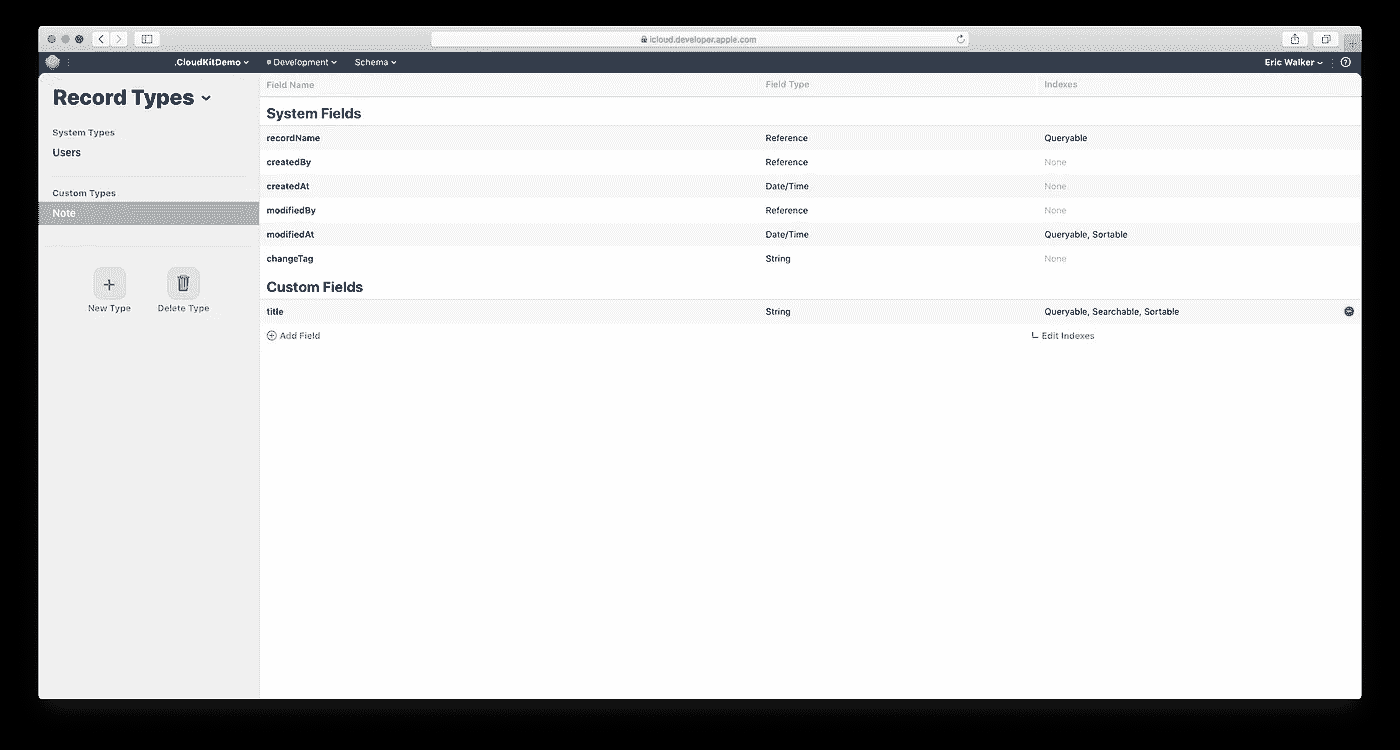 icloud.developer.apple.com
.CloudKitDemo Development Schema Eric Walker
Record Types
System Types
Users
Custom Types
Note
New Type Delete Type
Field Name Field Type Indexes
System Fields
recordName Reference Queryable
createdBy Reference None
createdAt Date/Time None
modifiedBy Reference None
modifiedAt Date/Time Queryable, Sortable
changeTag String None
Custom Fields
title String Queryable, Searchable, Sortable
Add Field Edit Indexes